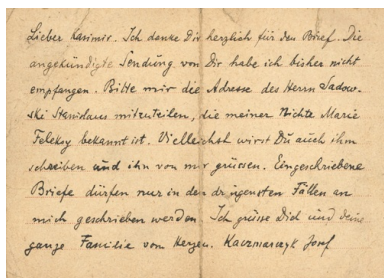 Lieber Kasimir. Ich danke Dir herzlich für den Brief. Die
angekündigte Sendung von Dir habe ich bisher nicht
empfangen. Bitte mir die Adresse des Herrn Sadow-
ski Stanislaus mitzuteilen, die meiner Nichte Marie
Feleksy bekannt ist. Vielleichst wirst Du auch ihm
schreiben und ihn von mir grüssen. Eingeschriebene
Briefe dürfen nur in den dringensten Fällen an
mich geschrieben werden. Ich grüsse Dich und deine
ganze Familie vom Herzen. Kaczmarczyk Josef